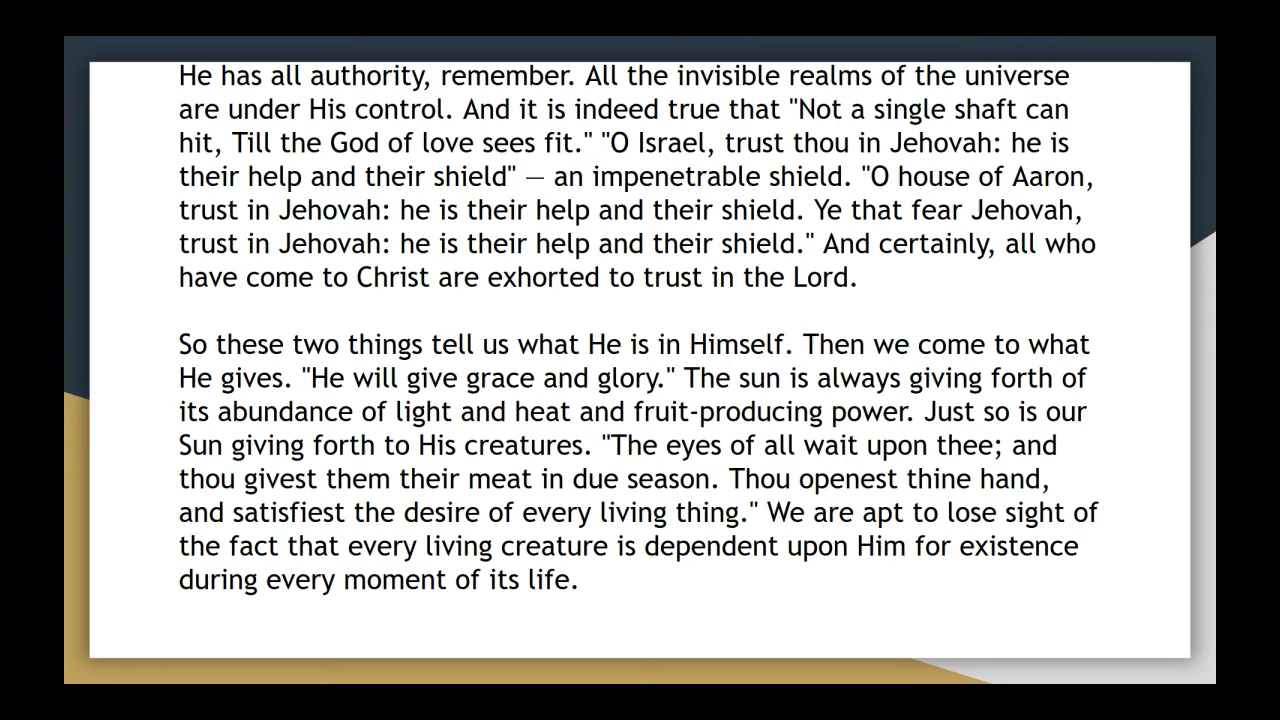 He has all authority, remember. All the invisible realms of the universe
are under His control. And it is indeed true that "Not a single shaft can
hit, Till the God of love sees fit." "O Israel, trust thou in Jehovah: he is
their help and their shield" — an impenetrable shield. "O house of Aaron,
trust in Jehovah: he is their help and their shield. Ye that fear Jehovah,
trust in Jehovah: he is their help and their shield." And certainly, all who
have come to Christ are exhorted to trust in the Lord.

So these two things tell us what He is in Himself. Then we come to what
He gives. "He will give grace and glory." The sun is always giving forth of
its abundance of light and heat and fruit-producing power. Just so is our
Sun giving forth to His creatures. "The eyes of all wait upon thee; and
thou givest them their meat in due season. Thou openest thine hand,
and satisfiest the desire of every living thing." We are apt to lose sight of
the fact that every living creature is dependent upon Him for existence
during every moment of its life.